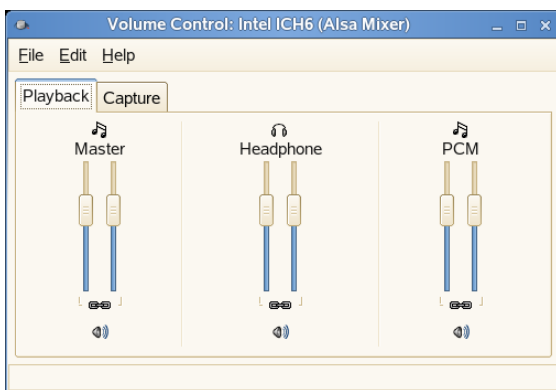 Volume Control: Intel ICH6 (Alsa Mixer)
File Edit Help
Playback Capture
Master Headphone PCM